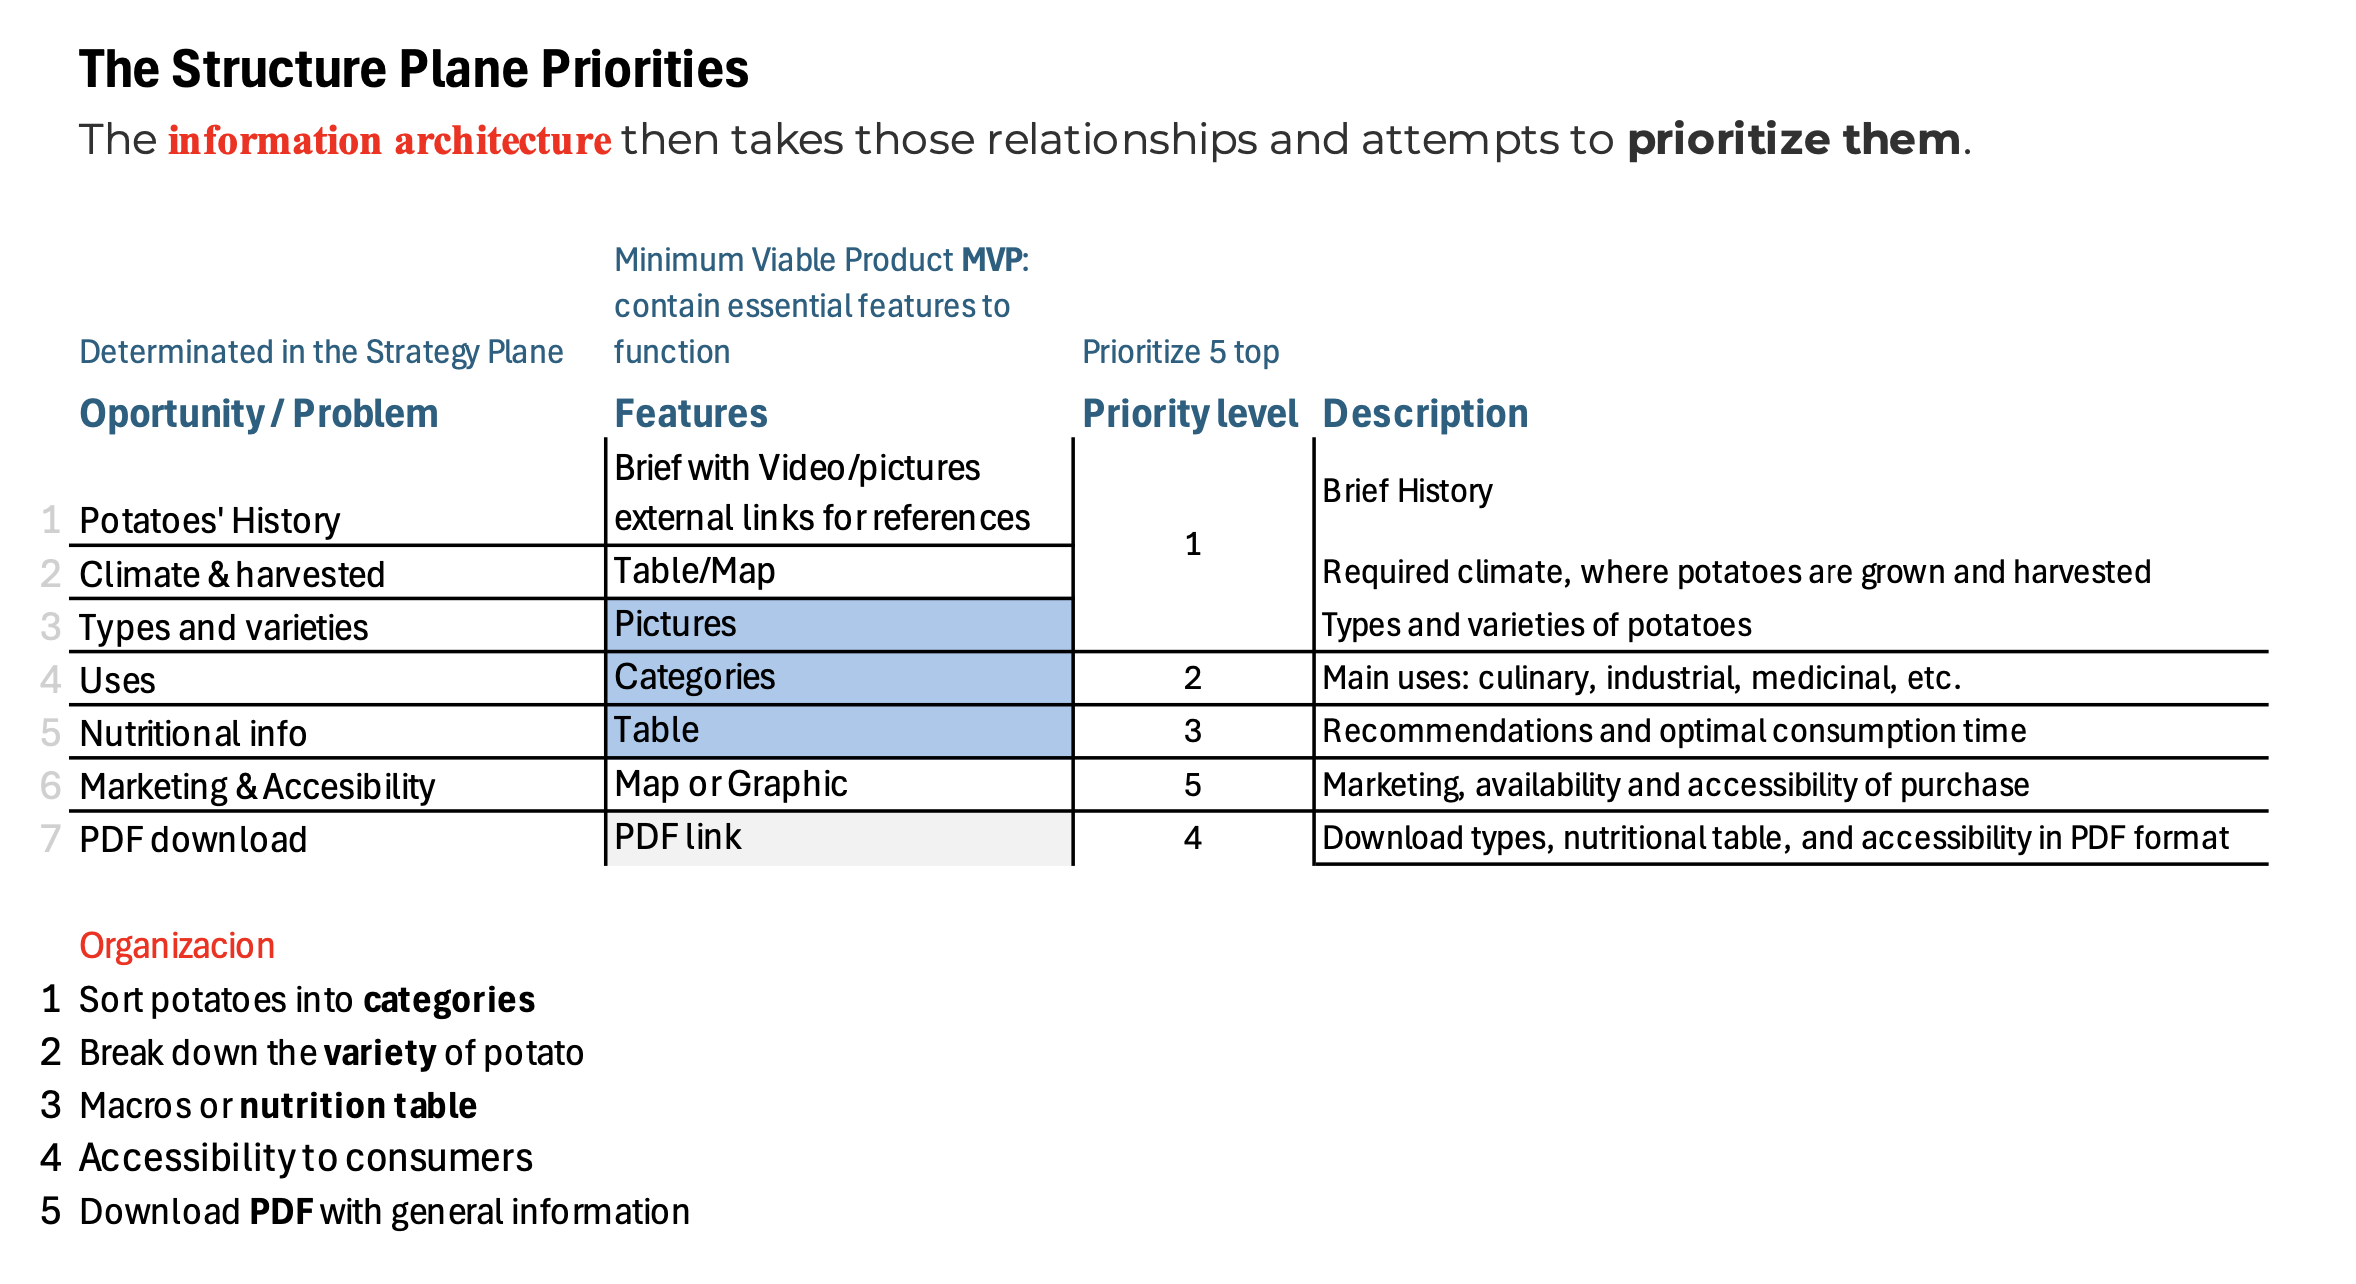 The Structure Plane Priorities
The information architecture then takes those relationships and attempts to prioritize them.
Minimum Viable Product MVP:
contain essential features to
Determinated in the Strategy Plane function Prioritize 5 top
Oportunity / Problem Features Priority level Description
Brief with Video/pictures
Brief History
1 Potatoes' History external links for references
1
2 Climate & harvested Table/Map Required climate, where potatoes are grown and harvested
3 Types and varieties Pictures Types and varieties of potatoes
4 Uses Categories 2 Main uses: culinary, industrial, medicinal, etc.
5 Nutritional info Table 3 Recommendations and optimal consumption time
6 Marketing & Accesibility Map or Graphic 5 Marketing, availability and accessibility of purchase
7 PDF download PDF link 4 Download types, nutritional table, and accessibility in PDF format
Organizacion
1 Sort potatoes into categories
2 Break down the variety of potato
3 Macros or nutrition table
4 Accessibility to consumers
5 Download PDF with general information